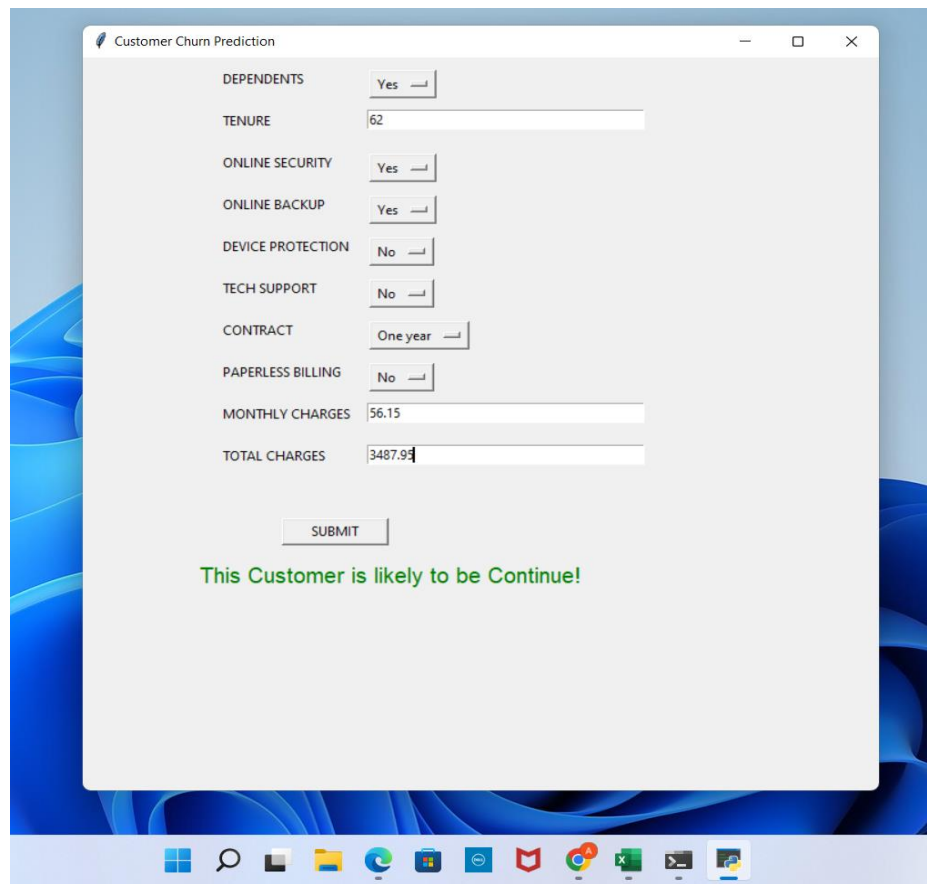 Customer Churn Prediction
DEPENDENTS Yes
TENURE 62
ONLINE SECURITY Yes
ONLINE BACKUP Yes
DEVICE PROTECTION No
TECH SUPPORT No
CONTRACT One year
PAPERLESS BILLING No
MONTHLY CHARGES 56.15
TOTAL CHARGES 3487.95
SUBMIT
This Customer is likely to be Continue!
DELL
A
X